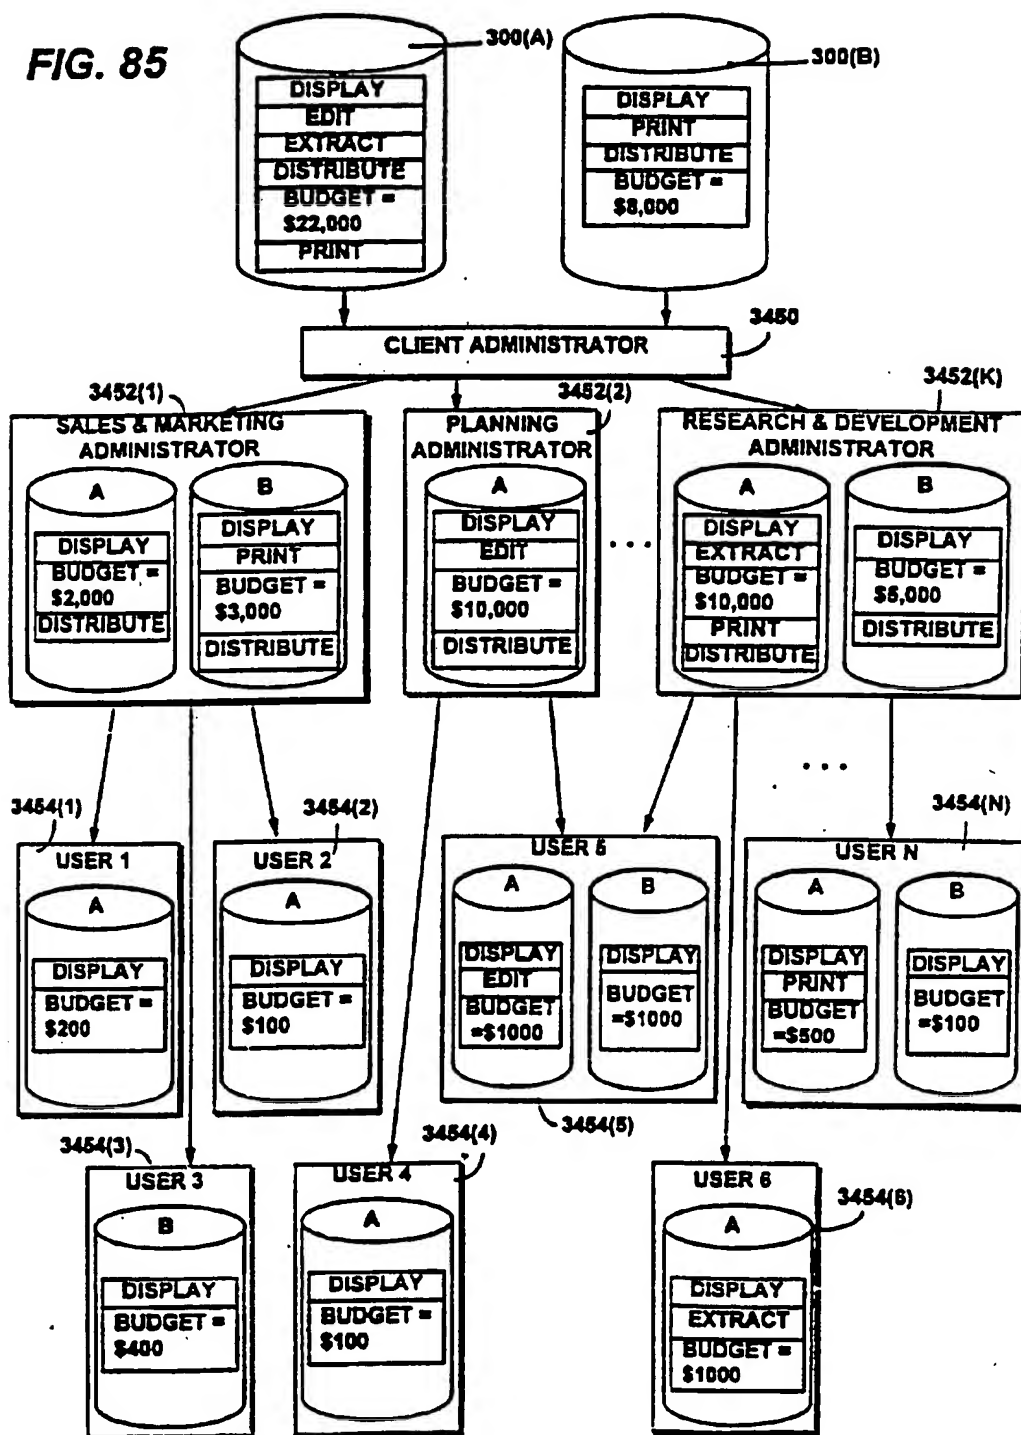 FIG. 85
300(A)
DISPLAY
EDIT
EXTRACT
DISTRIBUTE
BUDGET =
$22,000
PRINT
300(B)
DISPLAY
PRINT
DISTRIBUTE
BUDGET =
$8,000
CLIENT ADMINISTRATOR
3450
3452(1)
SALES & MARKETING
ADMINISTRATOR
A
DISPLAY
BUDGET =
$2,000
DISTRIBUTE
B
DISPLAY
PRINT
BUDGET =
$3,000
DISTRIBUTE
3452(2)
PLANNING
ADMINISTRATOR
A
DISPLAY
EDIT
BUDGET =
$10,000
DISTRIBUTE
. . .
3452(K)
RESEARCH & DEVELOPMENT
ADMINISTRATOR
A
DISPLAY
EXTRACT
BUDGET =
$10,000
PRINT
DISTRIBUTE
B
DISPLAY
BUDGET =
$5,000
DISTRIBUTE
. . .
3454(1)
USER 1
A
DISPLAY
BUDGET =
$200
3454(2)
USER 2
A
DISPLAY
BUDGET =
$100
USER 5
A
DISPLAY
EDIT
BUDGET
=$1000
B
DISPLAY
BUDGET
=$1000
3454(5)
3454(N)
USER N
A
DISPLAY
PRINT
BUDGET
=$500
B
DISPLAY
BUDGET
=$100
3454(3)
USER 3
B
DISPLAY
BUDGET =
$400
3454(4)
USER 4
A
DISPLAY
BUDGET =
$100
USER 6
3454(6)
A
DISPLAY
EXTRACT
BUDGET =
$1000